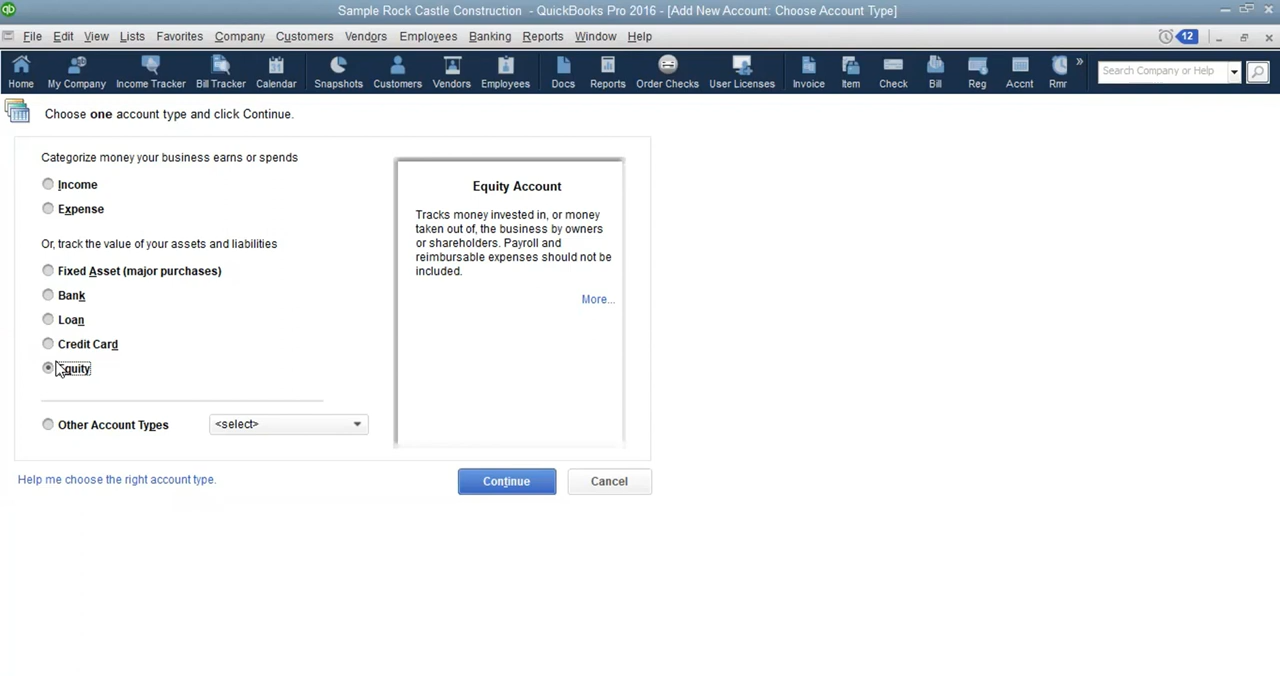 Sample Rock Castle Construction - QuickBooks Pro 2016 - [Add New Account: Choose Account Type]
File Edit View Lists Favorites Company Customers Vendors Employees Banking Reports Window Help 12
Home My Company Income Tracker Bill Tracker Calendar Snapshots Customers Vendors Employees Docs Reports Order Checks User Licenses Invoice Item Check Bill Reg Accnt Rmr » Search Company or Help
Choose one account type and click Continue.
Categorize money your business earns or spends
Income
Expense
Or, track the value of your assets and liabilities
Fixed Asset (major purchases)
Bank
Loan
Credit Card
Equity
Other Account Types <select>
Equity Account
Tracks money invested in, or money
taken out of, the business by owners
or shareholders. Payroll and
reimbursable expenses should not be
included.
More...
Help me choose the right account type.
Continue Cancel